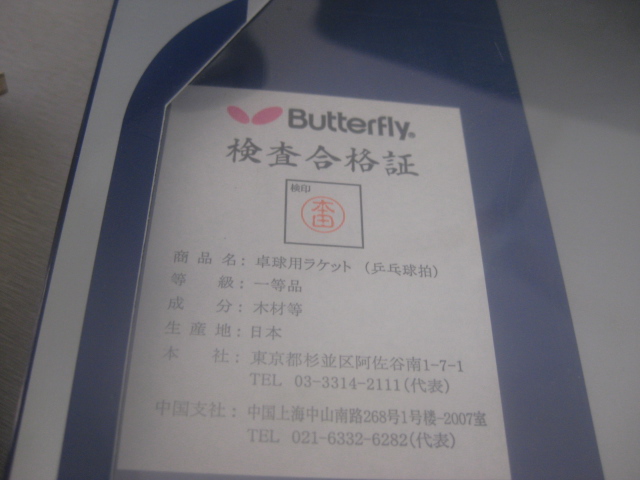 Butterfly®
検査合格証
検印
本田
商品名：卓球用ラケット（乒乓球拍）
等級：一等品
成分：木材等
生産地：日本
本社：東京都杉並区阿佐谷南1-7-1
TEL 03-3314-2111（代表）
中国支社：中国上海中山南路268号1号楼-2007室
TEL 021-6332-6282（代表）